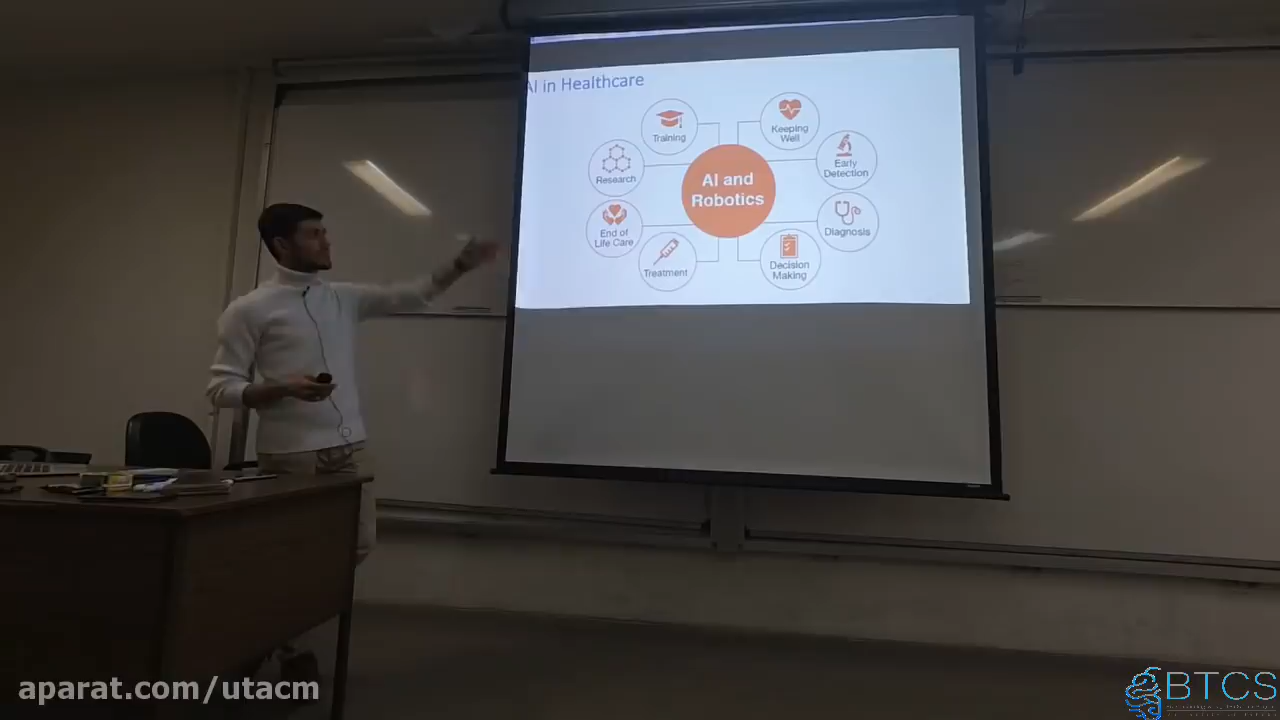 AI in Healthcare
Training
Keeping
Well
Research
Early
Detection
AI and
Robotics
End of
Life Care
Diagnosis
Treatment
Decision
Making
aparat.com/utacm
BTCS